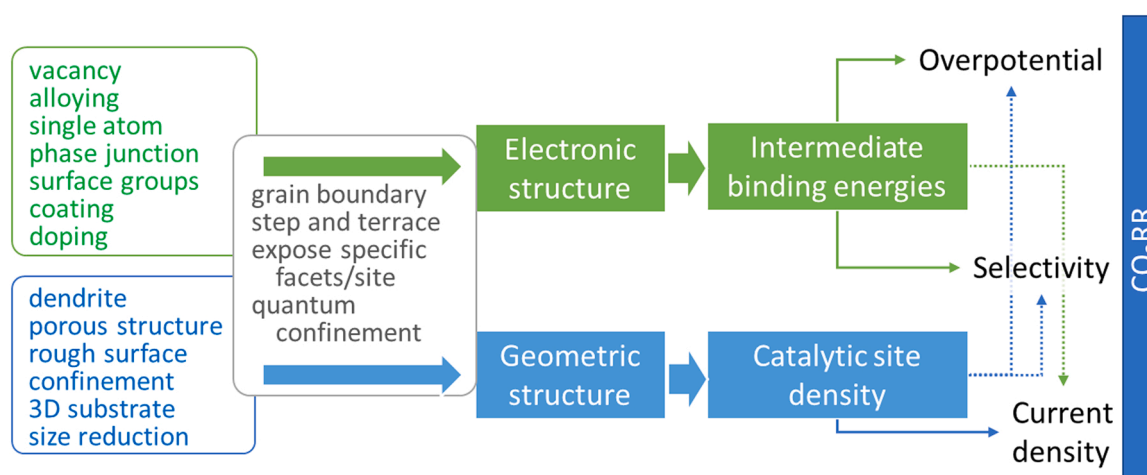 vacancy
alloying
single atom
phase junction
surface groups
coating
doping
dendrite
porous structure
rough surface
confinement
3D substrate
size reduction
grain boundary
step and terrace
expose specific
facets/site
quantum
confinement
Electronic
structure
Geometric
structure
Intermediate
binding energies
Catalytic site
density
Overpotential
Selectivity
Current
density
CO₂RR